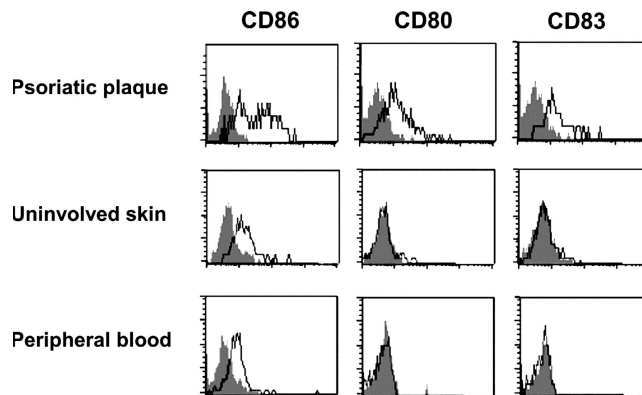 CD86 CD80 CD83
Psoriatic plaque
Uninvolved skin
Peripheral blood